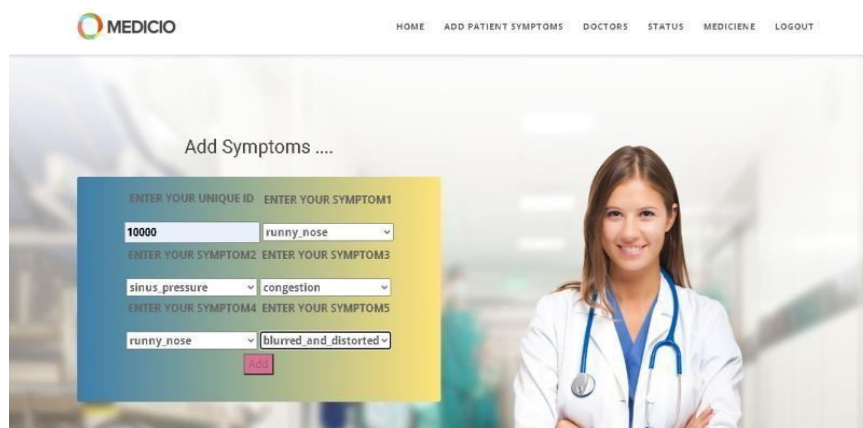 MEDICIO
HOME ADD PATIENT SYMPTOMS DOCTORS STATUS MEDICIENE LOGOUT
Add Symptoms ....
ENTER YOUR UNIQUE ID ENTER YOUR SYMPTOM1
10000 runny_nose
ENTER YOUR SYMPTOM2 ENTER YOUR SYMPTOM3
sinus_pressure congestion
ENTER YOUR SYMPTOM4 ENTER YOUR SYMPTOM5
runny_nose blurred_and_distorted
Add